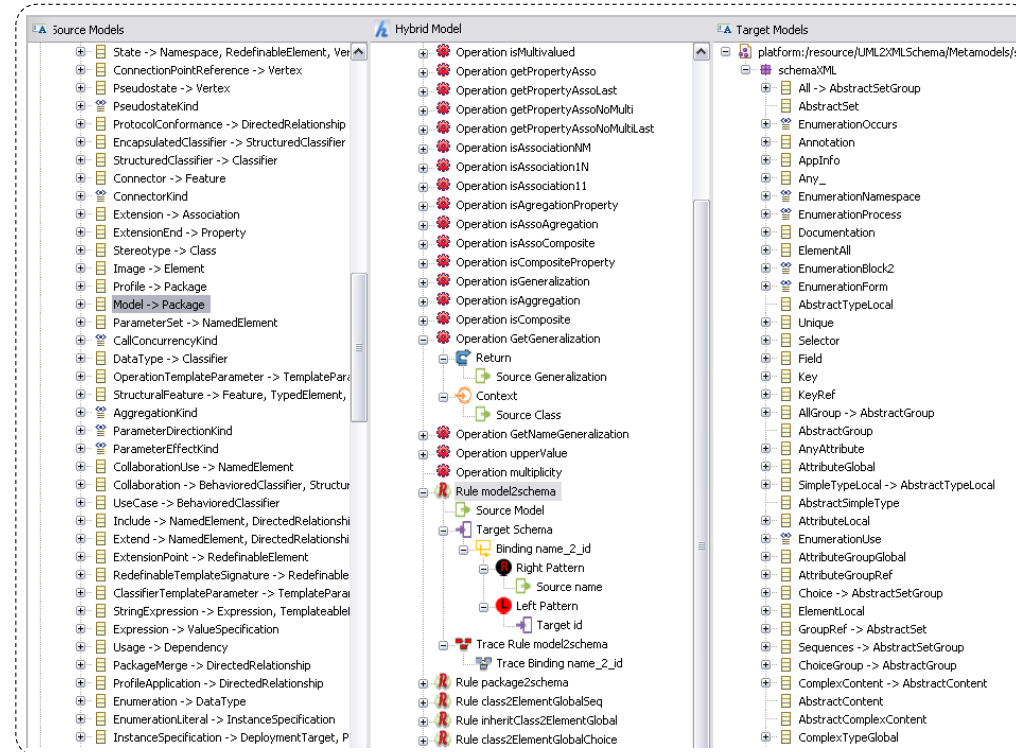 Source Models
State -> Namespace, RedefinableElement, Ver
ConnectionPointReference -> Vertex
Pseudostate -> Vertex
PseudostateKind
ProtocolConformance -> DirectedRelationship
EncapsulatedClassifier -> StructuredClassifier
StructuredClassifier -> Classifier
Connector -> Feature
ConnectorKind
Extension -> Association
ExtensionEnd -> Property
Stereotype -> Class
Image -> Element
Profile -> Package
Model -> Package
ParameterSet -> NamedElement
CallConcurrencyKind
DataType -> Classifier
OperationTemplateParameter -> TemplatePara
StructuralFeature -> Feature, TypedElement,
AggregationKind
ParameterDirectionKind
ParameterEffectKind
CollaborationUse -> NamedElement
Collaboration -> BehavioredClassifier, Structur
UseCase -> BehavioredClassifier
Include -> NamedElement, DirectedRelationshi
Extend -> NamedElement, DirectedRelationshi
ExtensionPoint -> RedefinableElement
RedefinableTemplateSignature -> Redefinable
ClassifierTemplateParameter -> TemplateParar
StringExpression -> Expression, Templateable
Expression -> ValueSpecification
Usage -> Dependency
PackageMerge -> DirectedRelationship
ProfileApplication -> DirectedRelationship
Enumeration -> DataType
EnumerationLiteral -> InstanceSpecification
InstanceSpecification -> DeploymentTarget, P
Hybrid Model
Operation isMultivalued
Operation getPropertyAsso
Operation getPropertyAssoLast
Operation getPropertyAssoNoMulti
Operation getPropertyAssoNoMultiLast
Operation isAssociationNM
Operation isAssociation1N
Operation isAssociation11
Operation isAgregationProperty
Operation isAssoAgregation
Operation isAssoComposite
Operation isCompositeProperty
Operation isGeneralization
Operation isAggregation
Operation isComposite
Operation GetGeneralization
Return
Source Generalization
Context
Source Class
Operation GetNameGeneralization
Operation upperValue
Operation multiplicity
Rule model2schema
Source Model
Target Schema
Binding name_2_id
Right Pattern
Source name
Left Pattern
Target id
Trace Rule model2schema
Trace Binding name_2_id
Rule package2schema
Rule class2ElementGlobalSeq
Rule inheritClass2ElementGlobal
Rule class2ElementGlobalChoice
Target Models
platform:/resource/UML2XMLSchema/Metamodels/s
schemaXML
All -> AbstractSetGroup
AbstractSet
EnumerationOccurs
Annotation
AppInfo
Any_
EnumerationNamespace
EnumerationProcess
Documentation
ElementAll
EnumerationBlock2
EnumerationForm
AbstractTypeLocal
Unique
Selector
Field
Key
KeyRef
AllGroup -> AbstractGroup
AbstractGroup
AnyAttribute
AttributeGlobal
SimpleTypeLocal -> AbstractTypeLocal
AbstractSimpleType
AttributeLocal
EnumerationUse
AttributeGroupGlobal
AttributeGroupRef
Choice -> AbstractSetGroup
ElementLocal
GroupRef -> AbstractSet
Sequences -> AbstractSetGroup
ChoiceGroup -> AbstractGroup
ComplexContent -> AbstractContent
AbstractContent
AbstractComplexContent
ComplexTypeGlobal